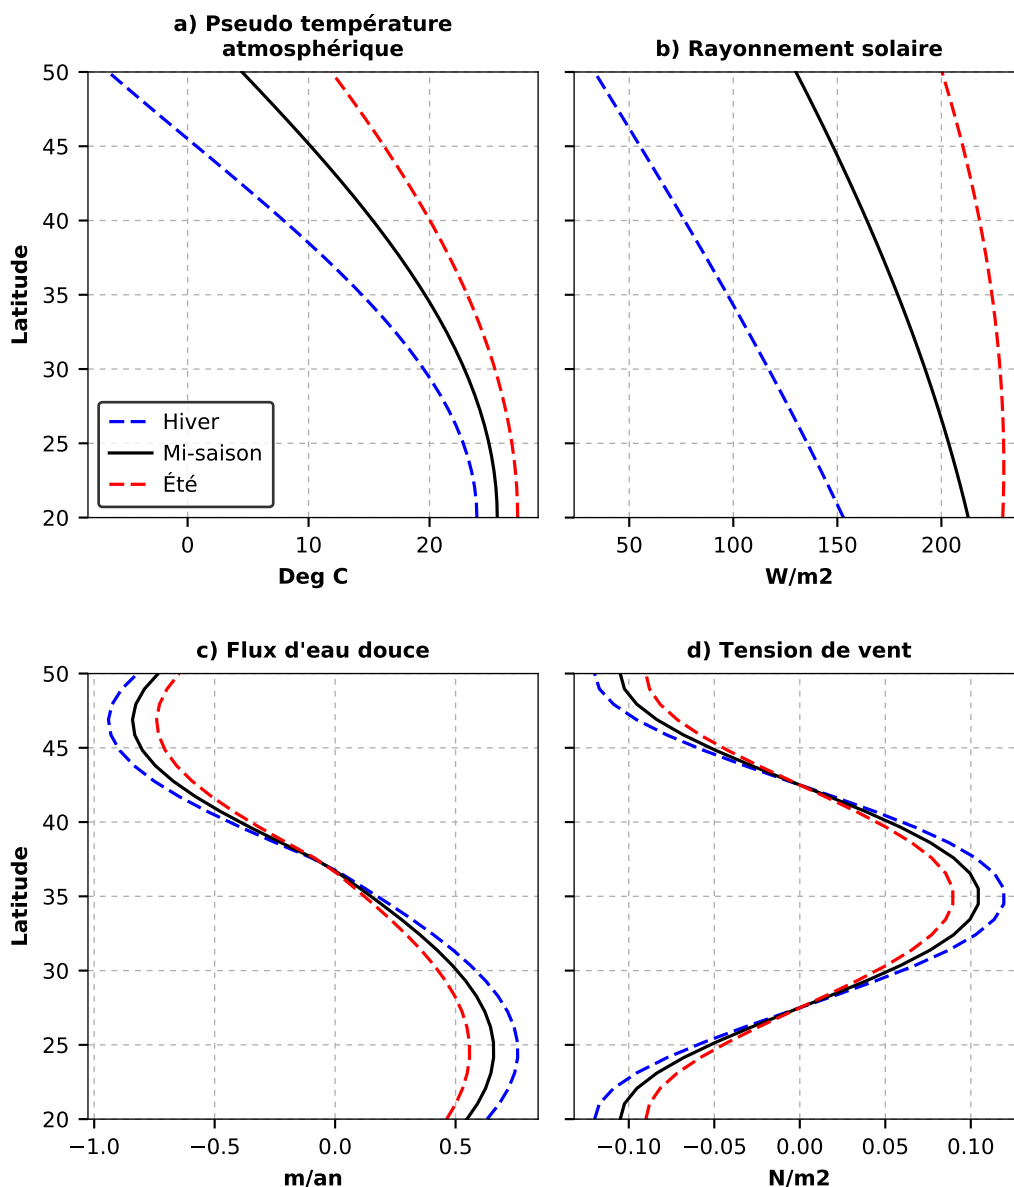 a) Pseudo température
atmosphérique
b) Rayonnement solaire
50
45
40
35
30
25
20
Latitude
Hiver
Mi-saison
Été
0 10 20
Deg C
50 100 150 200
W/m2
c) Flux d'eau douce
d) Tension de vent
50
45
40
35
30
25
20
Latitude
−1.0 −0.5 0.0 0.5
m/an
−0.10 −0.05 0.00 0.05 0.10
N/m2